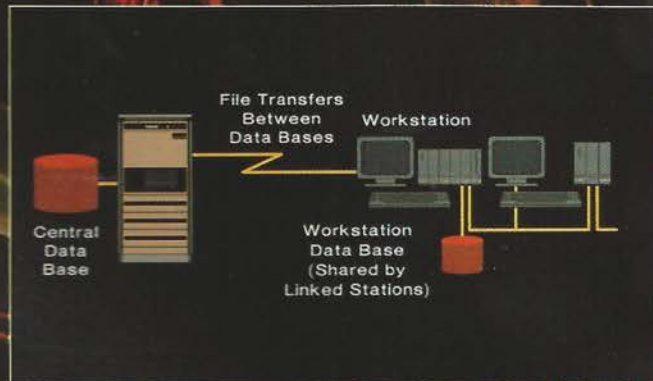 File Transfers
Between
Data Bases
Workstation
Central
Data
Base
Workstation
Data Base
(Shared by
Linked Stations)